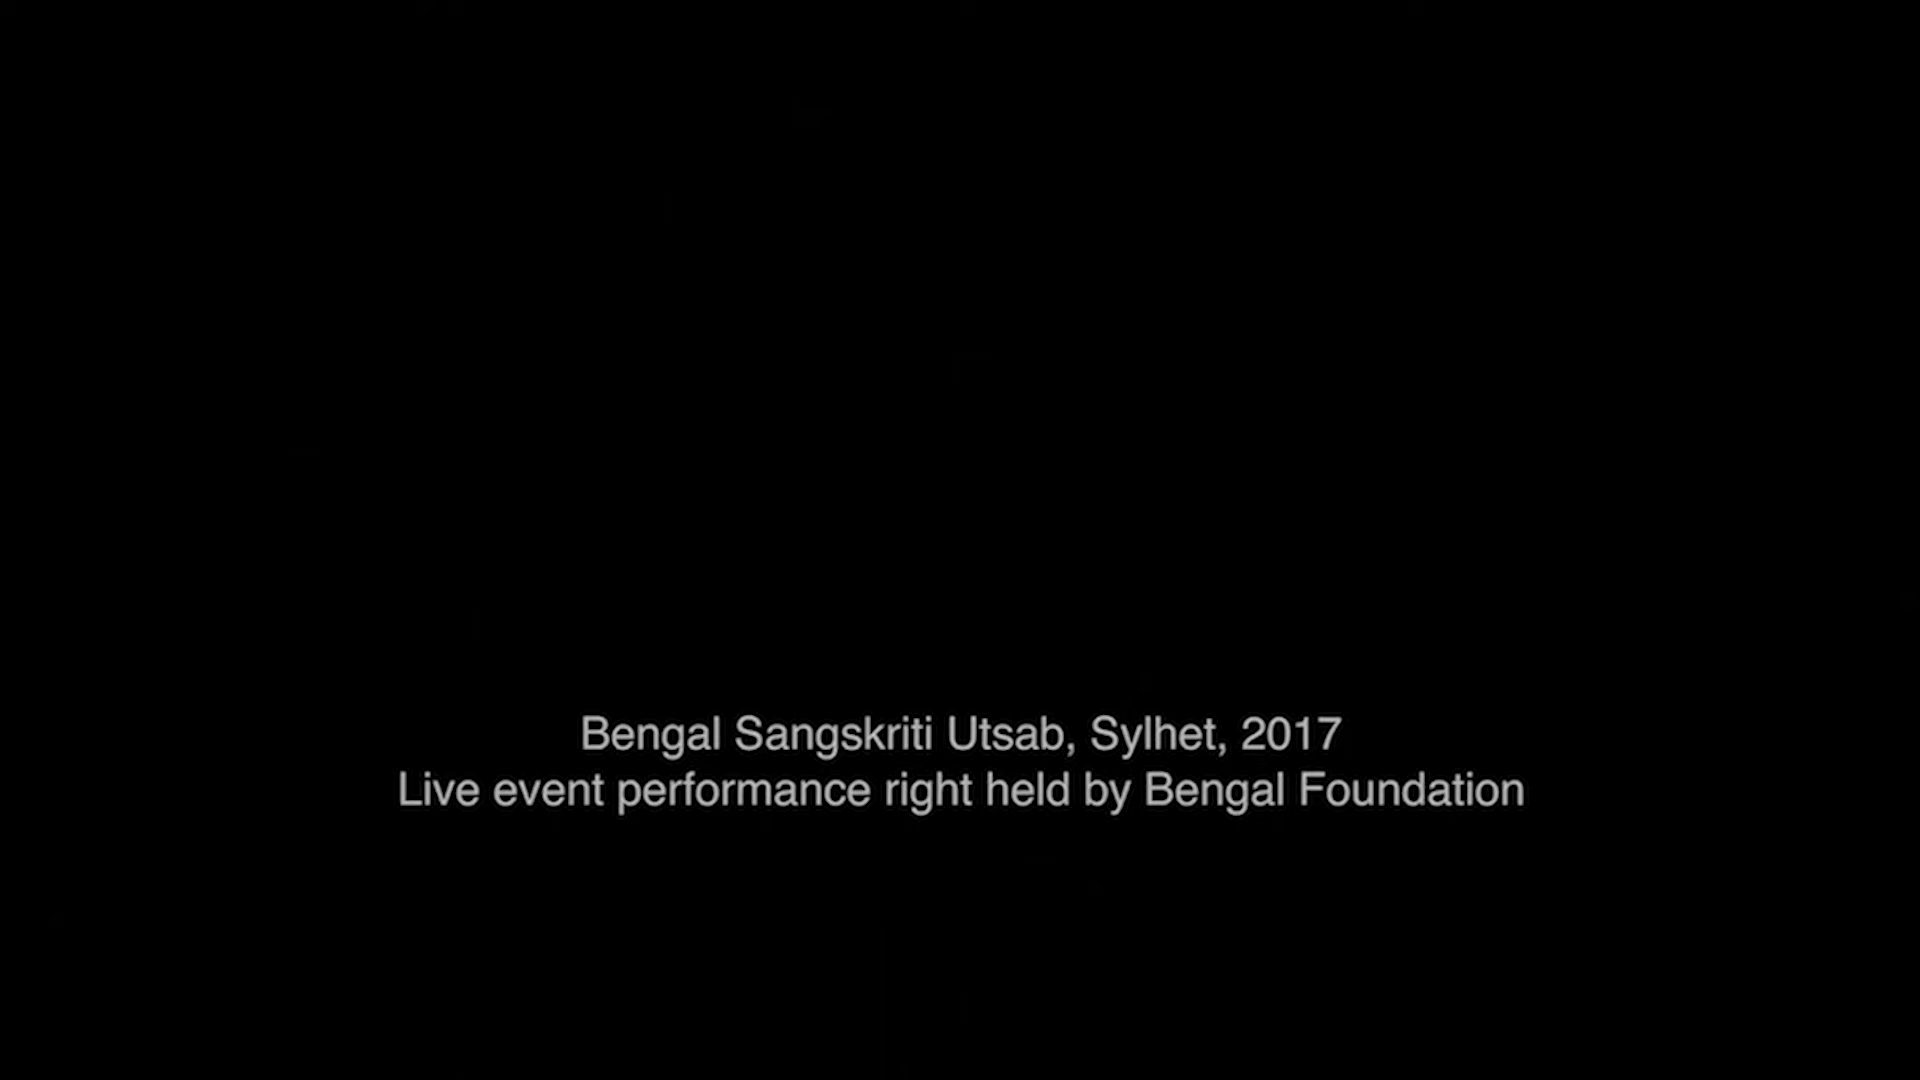 Bengal Sangskriti Utsab, Sylhet, 2017
Live event performance right held by Bengal Foundation